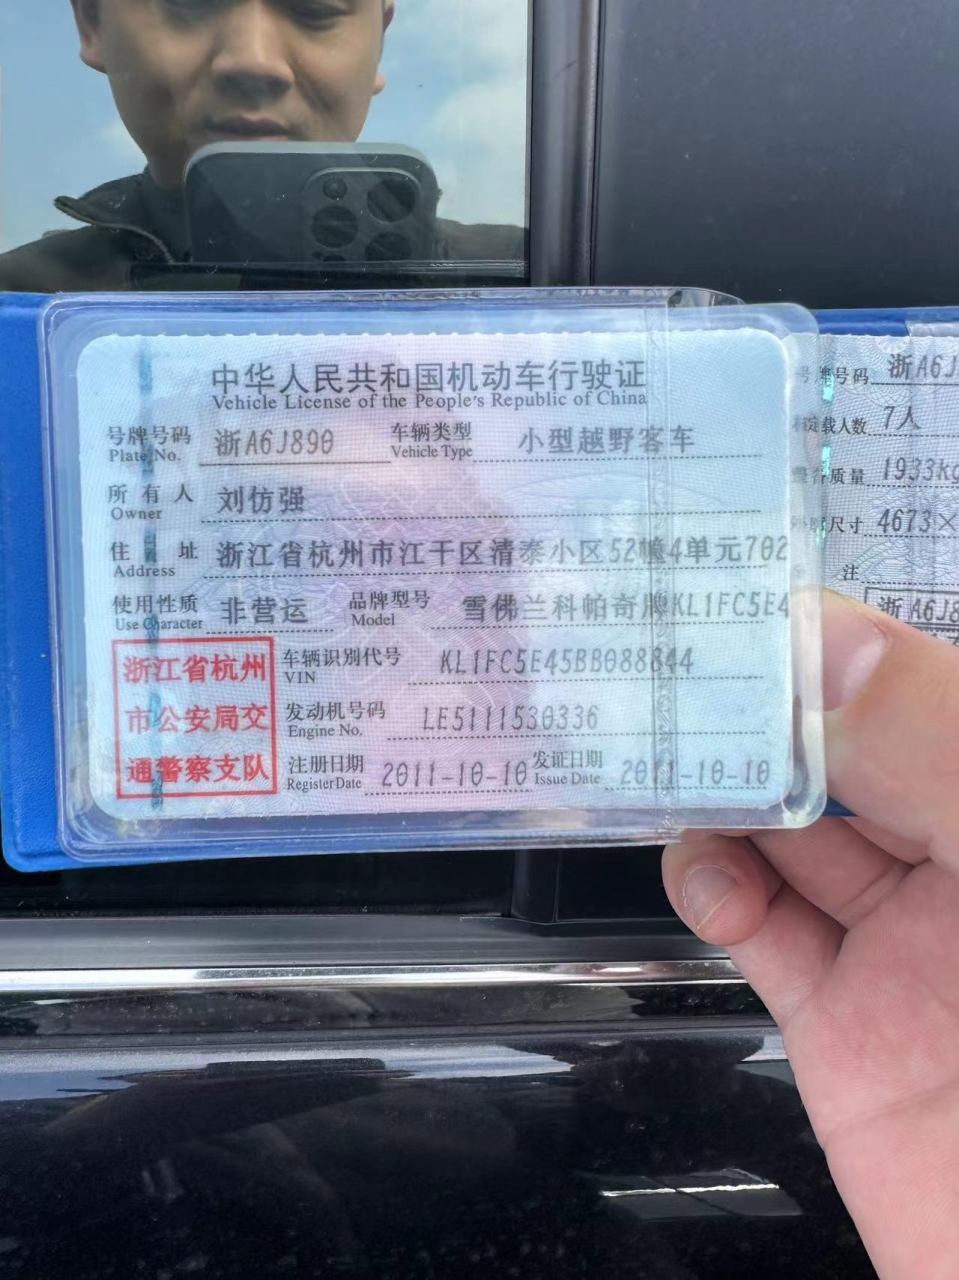 中华人民共和国机动车行驶证
Vehicle License of the People's Republic of China
号牌号码 浙A6J890 车辆类型 小型越野客车
Plate No. Vehicle Type
所有人 刘仿强
Owner
住址 浙江省杭州市江干区清泰小区52幢4单元702
Address
使用性质 非营运 品牌型号 雪佛兰科帕奇牌KL1FC5E4
Use Character Model
浙江省杭州
市公安局交
通警察支队
车辆识别代号 KL1FC5E45BB088844
VIN
发动机号码 LE5111530336
Engine No.
注册日期 2011-10-10 发证日期 2011-10-10
Register Date Issue Date
号牌号码 浙A6J
定载人数 7人
质量 1933kg
尺寸 4673×
注
浙A6J8